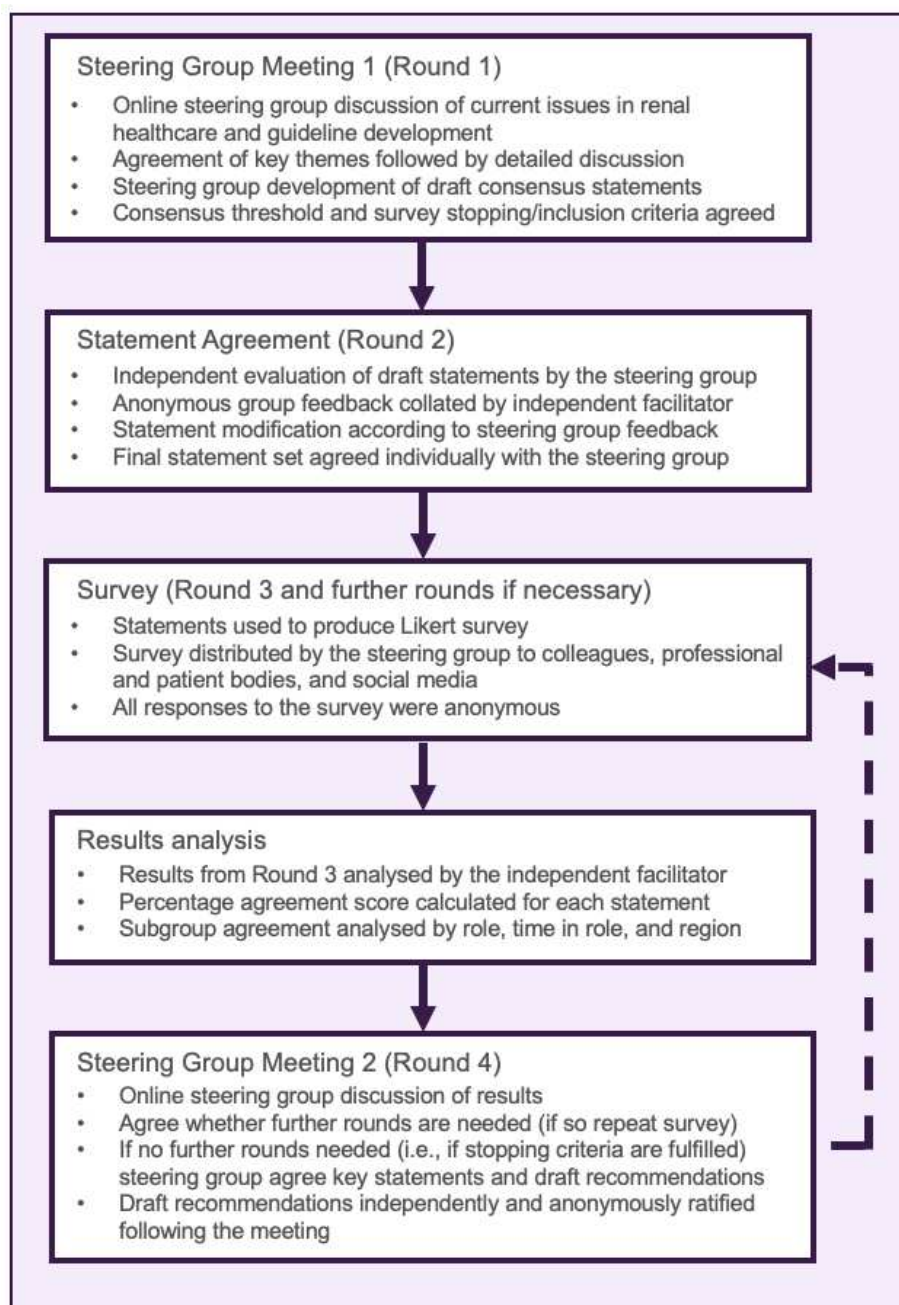 Steering Group Meeting 1 (Round 1)
• Online steering group discussion of current issues in renal
healthcare and guideline development
• Agreement of key themes followed by detailed discussion
• Steering group development of draft consensus statements
• Consensus threshold and survey stopping/inclusion criteria agreed
Statement Agreement (Round 2)
• Independent evaluation of draft statements by the steering group
• Anonymous group feedback collated by independent facilitator
• Statement modification according to steering group feedback
• Final statement set agreed individually with the steering group
Survey (Round 3 and further rounds if necessary)
• Statements used to produce Likert survey
• Survey distributed by the steering group to colleagues, professional
and patient bodies, and social media
• All responses to the survey were anonymous
Results analysis
• Results from Round 3 analysed by the independent facilitator
• Percentage agreement score calculated for each statement
• Subgroup agreement analysed by role, time in role, and region
Steering Group Meeting 2 (Round 4)
• Online steering group discussion of results
• Agree whether further rounds are needed (if so repeat survey)
• If no further rounds needed (i.e., if stopping criteria are fulfilled)
steering group agree key statements and draft recommendations
• Draft recommendations independently and anonymously ratified
following the meeting